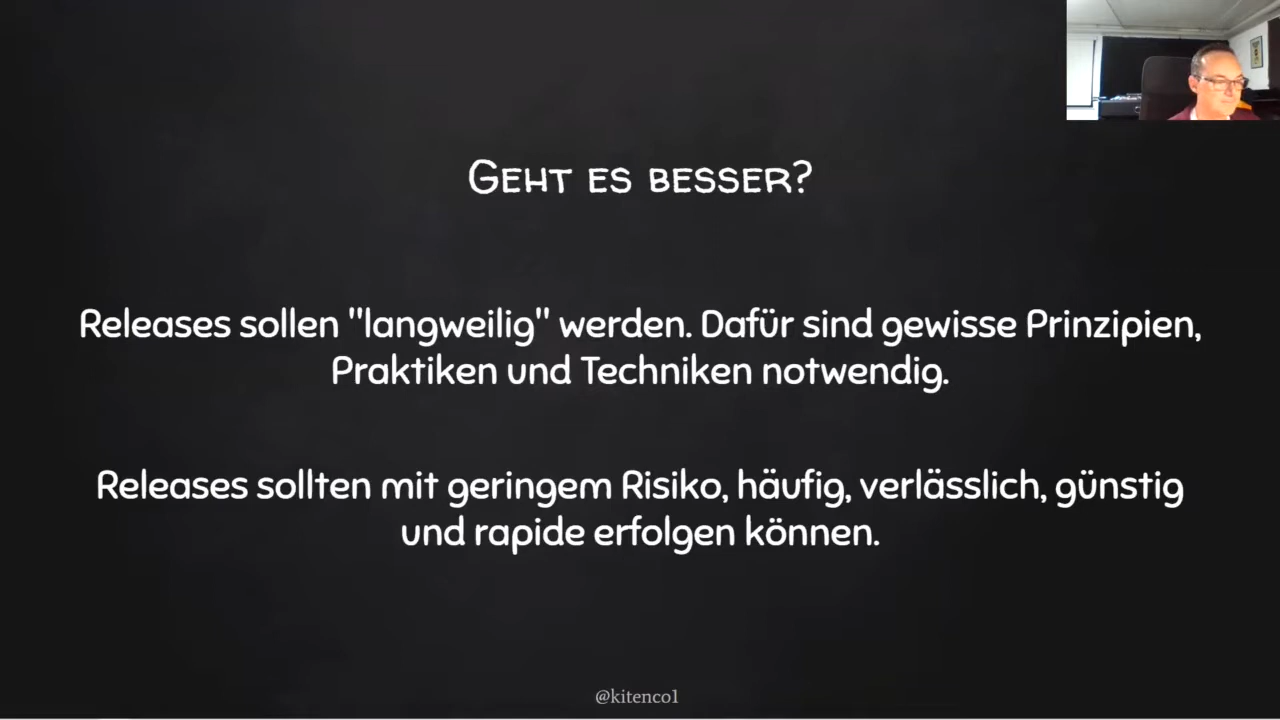 Geht es besser?
Releases sollen "langweilig" werden. Dafür sind gewisse Prinzipien,
Praktiken und Techniken notwendig.
Releases sollten mit geringem Risiko, häufig, verlässlich, günstig
und rapide erfolgen können.
@kitenco1